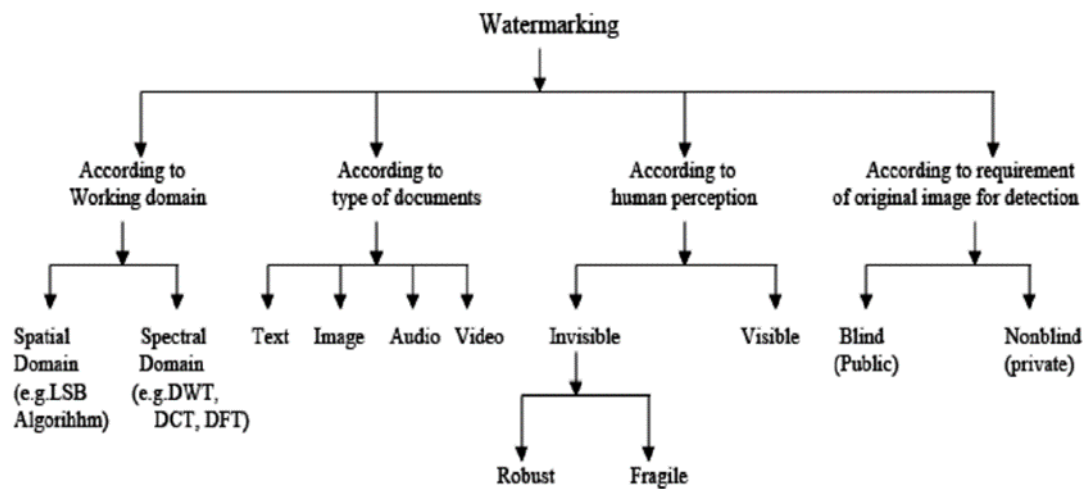 Watermarking
According to
Working domain
According to
type of documents
According to
human perception
According to requirement
of original image for detection
Spatial
Domain
(e.g.LSB
Algorihhm)
Spectral
Domain
(e.g.DWT,
DCT, DFT)
Text
Image
Audio
Video
Invisible
Visible
Blind
(Public)
Nonblind
(private)
Robust
Fragile